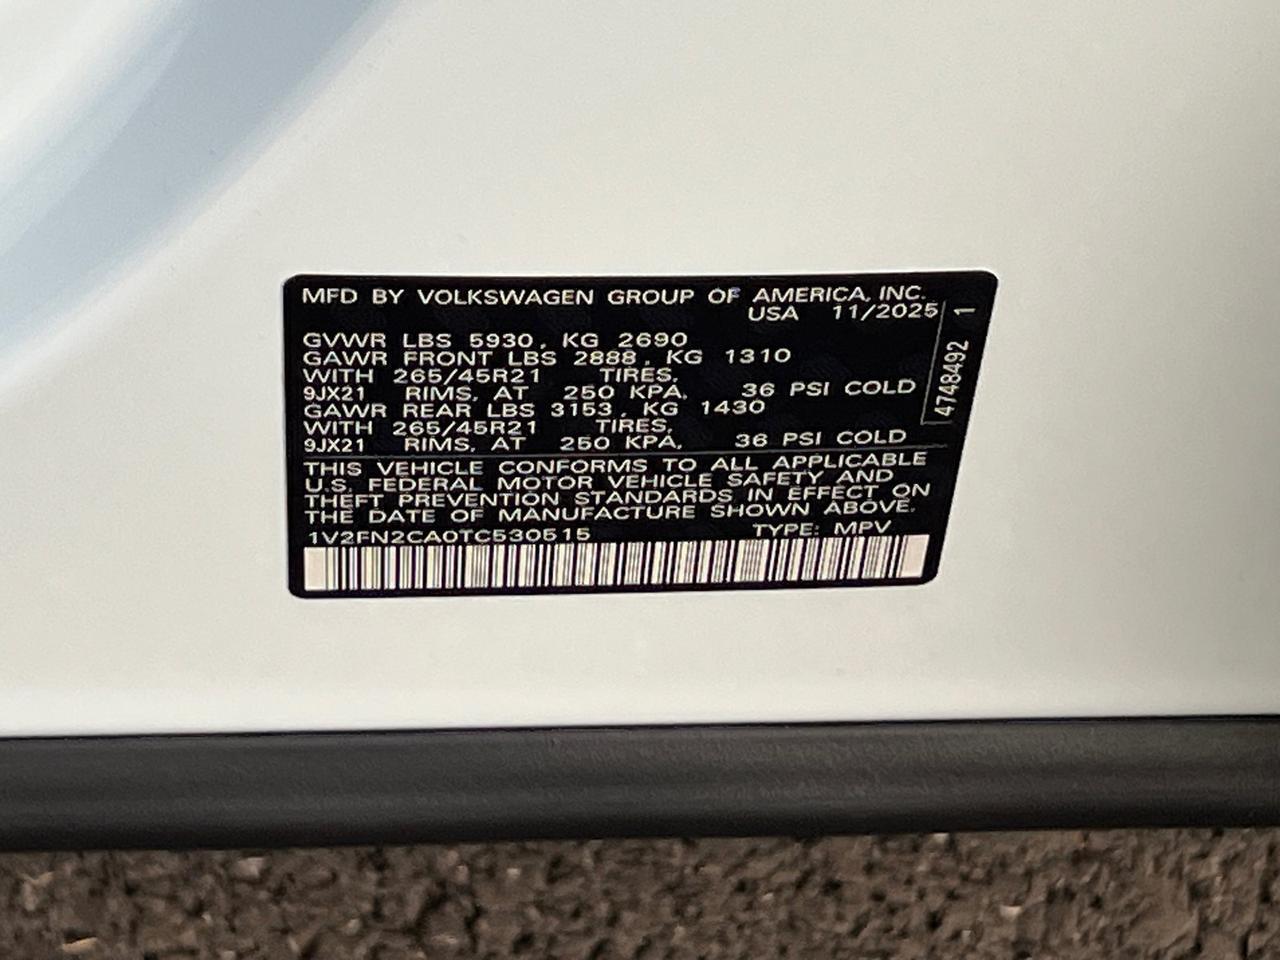 MFD BY VOLKSWAGEN GROUP OF AMERICA, INC.
USA 11/2025
GVWR LBS 5930, KG 2690
GAWR FRONT LBS 2888, KG 1310
WITH 265/45R21 TIRES,
9JX21 RIMS, AT 250 KPA, 36 PSI COLD
GAWR REAR LBS 3153, KG 1430
WITH 265/45R21 TIRES,
9JX21 RIMS, AT 250 KPA, 36 PSI COLD
THIS VEHICLE CONFORMS TO ALL APPLICABLE
U.S. FEDERAL MOTOR VEHICLE SAFETY AND
THEFT PREVENTION STANDARDS IN EFFECT ON
THE DATE OF MANUFACTURE SHOWN ABOVE.
1V2FN2CA0TC530515 TYPE: MPV
4748492 1